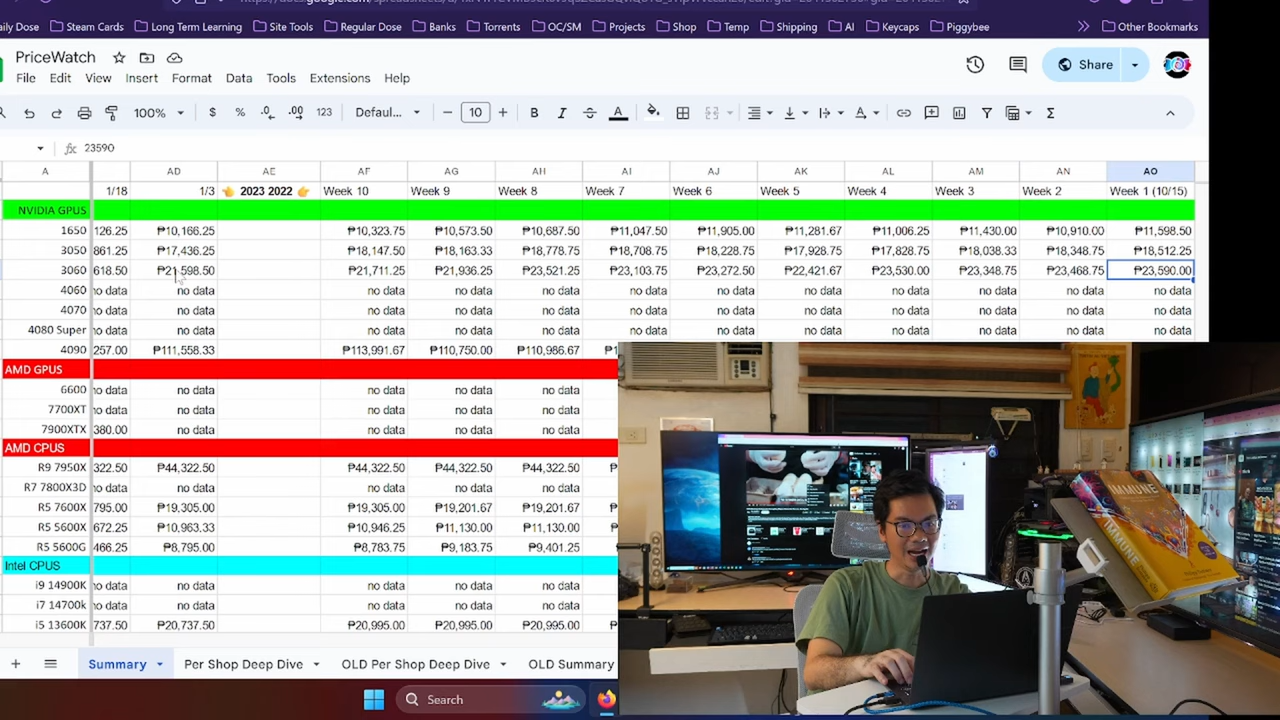 aily Dose Steam Cards Long Term Learning Site Tools Regular Dose Banks Torrents OC/SM Projects Shop Temp Shipping AI Keycaps Piggybee Other Bookmarks
PriceWatch
File Edit View Insert Format Data Tools Extensions Help
Share
100% $ % .0 .00 123 Defaul... 10 B I A Σ
fx 23590
A AD AE AF AG AH AI AJ AK AL AM AN AO
1/18 1/3 👈 2023 2022 👉 Week 10 Week 9 Week 8 Week 7 Week 6 Week 5 Week 4 Week 3 Week 2 Week 1 (10/15)
NVIDIA GPUS
1650 126.25 ₱10,166.25 ₱10,323.75 ₱10,573.50 ₱10,687.50 ₱11,047.50 ₱11,905.00 ₱11,281.67 ₱11,006.25 ₱11,430.00 ₱10,910.00 ₱11,598.50
3050 861.25 ₱17,436.25 ₱18,147.50 ₱18,163.33 ₱18,778.75 ₱18,708.75 ₱18,228.75 ₱17,928.75 ₱17,828.75 ₱18,038.33 ₱18,348.75 ₱18,512.25
3060 618.50 ₱21,598.50 ₱21,711.25 ₱21,936.25 ₱23,521.25 ₱23,103.75 ₱23,272.50 ₱22,421.67 ₱23,530.00 ₱23,348.75 ₱23,468.75 ₱23,590.00
4060 no data no data no data no data no data no data no data no data no data no data no data no data
4070 no data no data no data no data no data no data no data no data no data no data no data no data
4080 Super no data no data no data no data no data no data no data no data no data no data no data no data
4090 257.00 ₱111,558.33 ₱113,991.67 ₱110,750.00 ₱110,986.67
AMD GPUS
6600 no data no data no data no data no data
7700XT no data no data no data no data no data
7900XTX 380.00 no data no data no data no data
AMD CPUS
R9 7950X 322.50 ₱44,322.50 ₱44,322.50 ₱44,322.50 ₱44,322.50
R7 7800X3D no data no data no data no data no data
R5 7600X ₱19,305.00 ₱19,305.00 ₱19,201.67 ₱19,201.67
R5 5600X 672.25 ₱10,963.33 ₱10,946.25 ₱11,130.00 ₱11,130.00
R5 5600G 466.25 ₱8,795.00 ₱8,783.75 ₱9,183.75 ₱9,401.25
Intel CPUS
i9 14900K no data no data no data no data no data
i7 14700k no data no data no data no data no data
i5 13600K 737.50 ₱20,737.50 ₱20,995.00 ₱20,995.00 ₱20,995.00
Summary Per Shop Deep Dive OLD Per Shop Deep Dive OLD Summary
Search
IMMUNE
IMMUNE